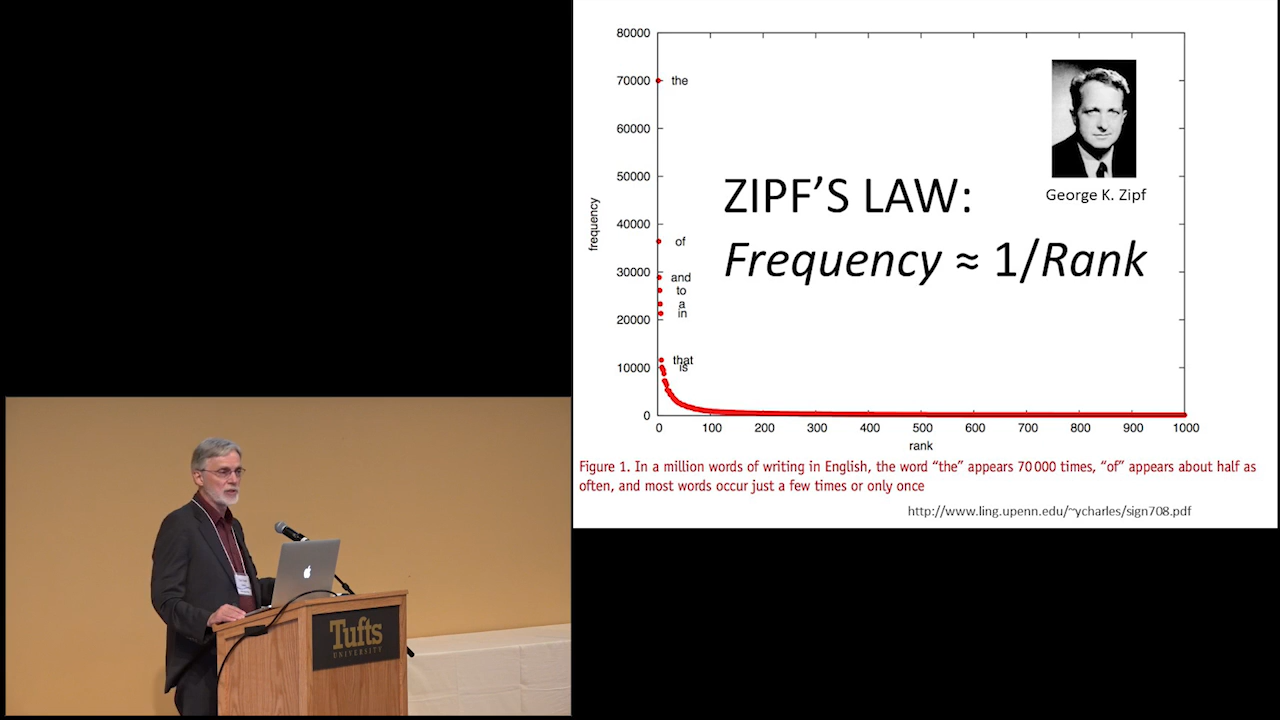 80000
70000
60000
50000
40000
30000
20000
10000
0
frequency
the
of
and
to
a
in
that
is
George K. Zipf
ZIPF’S LAW:
Frequency ≈ 1/Rank
0 100 200 300 400 500 600 700 800 900 1000
rank
Figure 1. In a million words of writing in English, the word “the” appears 70 000 times, “of” appears about half as
often, and most words occur just a few times or only once
http://www.ling.upenn.edu/~ycharles/sign708.pdf
Tufts
UNIVERSITY